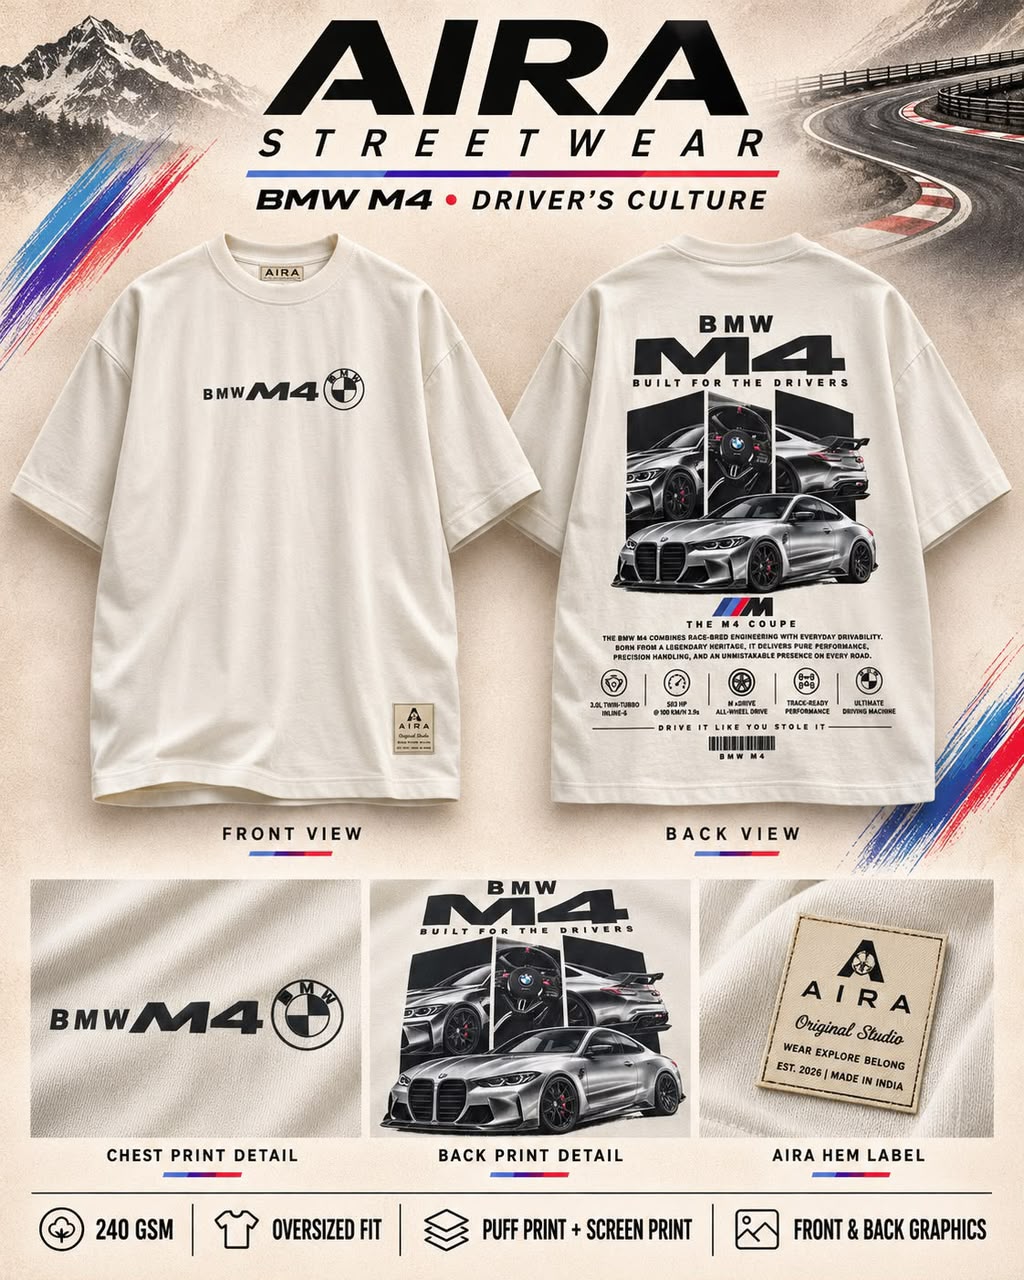 AIRA
STREETWEAR
BMW M4 • DRIVER'S CULTURE
AIRA
BMW M4 BMW
AIRA
Original Studio
BMW
M4
BUILT FOR THE DRIVERS
M
THE M4 COUPE
THE BMW M4 COMBINES RACE-BRED ENGINEERING WITH EVERYDAY DRIVABILITY.
BORN FROM A LEGENDARY HERITAGE, IT DELIVERS PURE PERFORMANCE,
PRECISION HANDLING, AND AN UNMISTAKABLE PRESENCE ON EVERY ROAD.
3.0L TWIN-TURBO
INLINE-6
503 HP
@ 100 KM/H 3.9s
M xDRIVE
ALL-WHEEL DRIVE
TRACK-READY
PERFORMANCE
ULTIMATE
DRIVING MACHINE
DRIVE IT LIKE YOU STOLE IT
BMW M4
FRONT VIEW
BACK VIEW
BMW M4 BMW
BMW
M4
BUILT FOR THE DRIVERS
AIRA
Original Studio
WEAR EXPLORE BELONG
EST. 2026 | MADE IN INDIA
CHEST PRINT DETAIL
BACK PRINT DETAIL
AIRA HEM LABEL
240 GSM
OVERSIZED FIT
PUFF PRINT + SCREEN PRINT
FRONT & BACK GRAPHICS